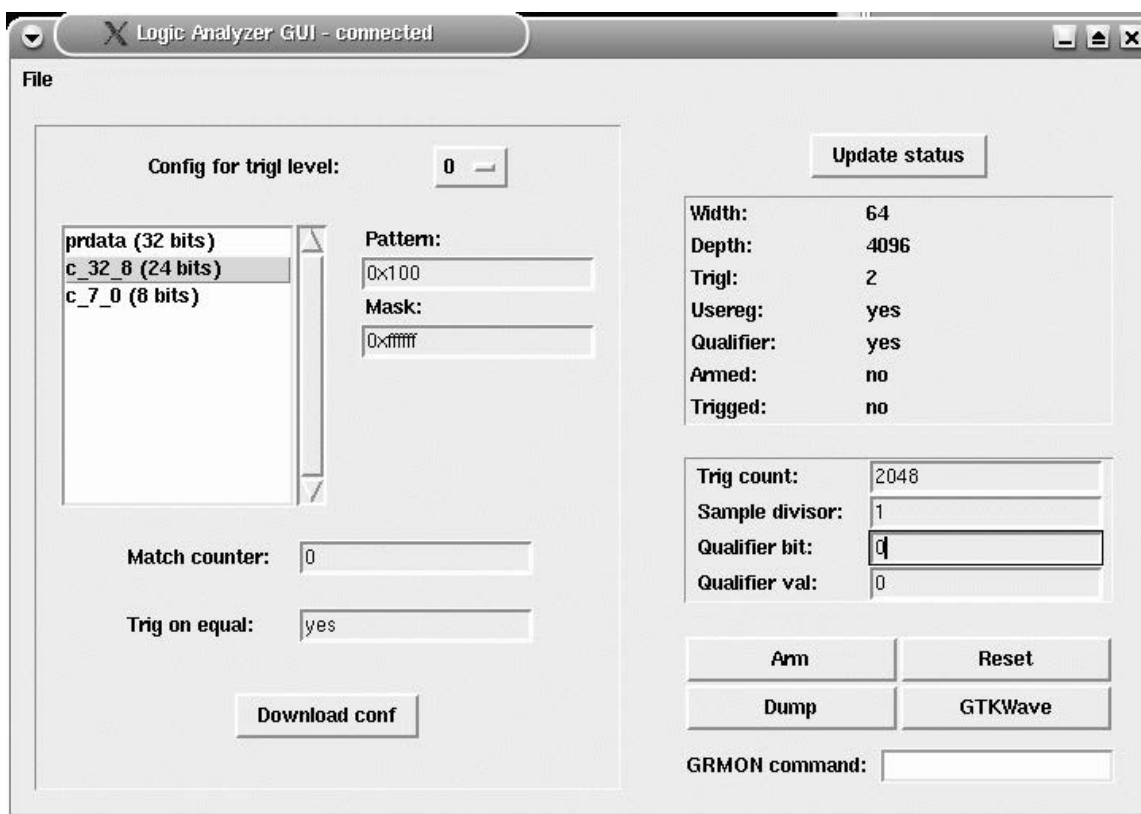 Logic Analyzer GUI - connected
File
Config for trigl level: 0
prdata (32 bits)
c_32_8 (24 bits)
c_7_0 (8 bits)
Pattern:
0x100
Mask:
0xffffff
Match counter: 0
Trig on equal: yes
Download conf
Update status
Width: 64
Depth: 4096
Trigl: 2
Usereg: yes
Qualifier: yes
Armed: no
Trigged: no
Trig count: 2048
Sample divisor: 1
Qualifier bit: 0
Qualifier val: 0
Arm Reset
Dump GTKWave
GRMON command: